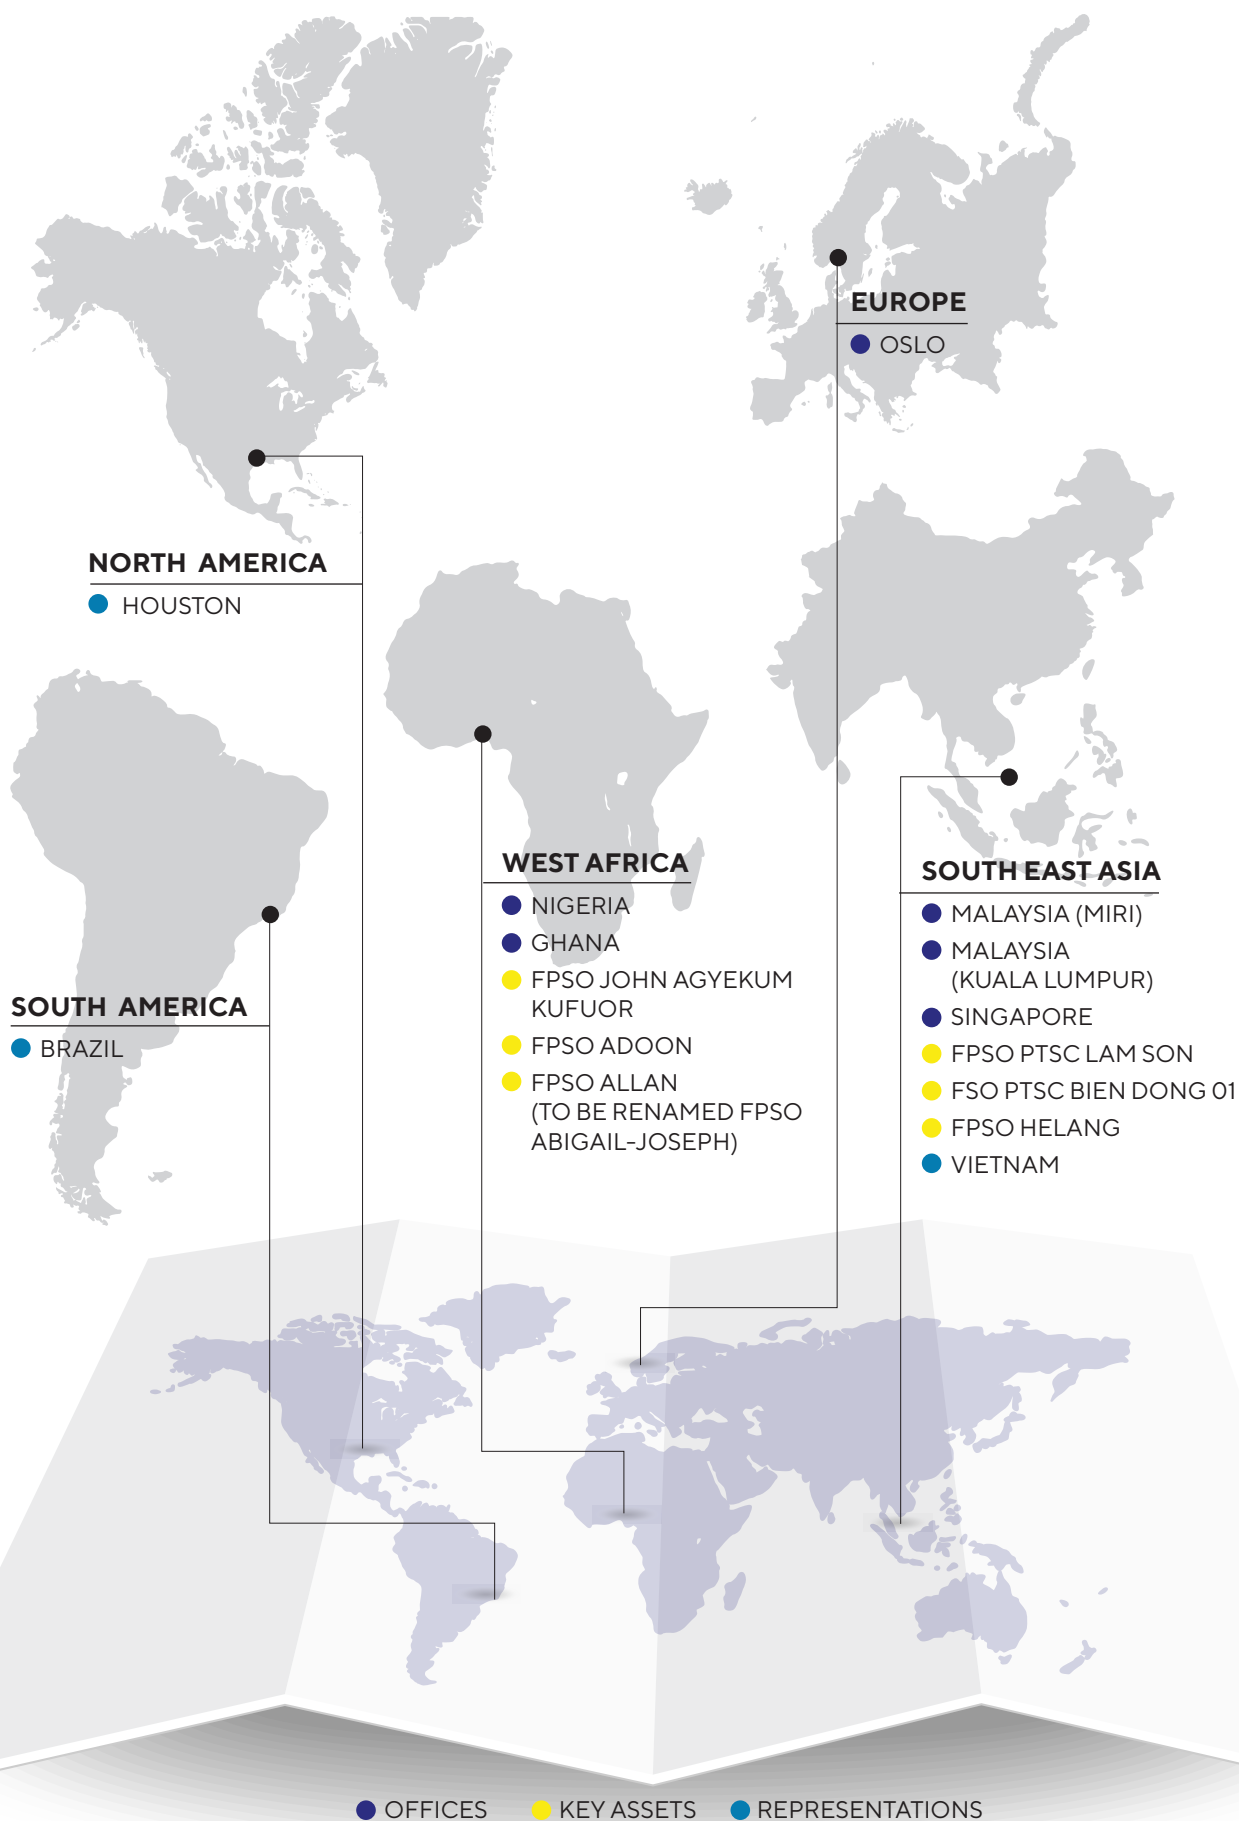 EUROPE
OSLO
NORTH AMERICA
HOUSTON
WEST AFRICA
NIGERIA
GHANA
FPSO JOHN AGYEKUM
KUFUOR
FPSO ADOON
FPSO ALLAN
(TO BE RENAMED FPSO
ABIGAIL-JOSEPH)
SOUTH EAST ASIA
MALAYSIA (MIRI)
MALAYSIA
(KUALA LUMPUR)
SINGAPORE
FPSO PTSC LAM SON
FSO PTSC BIEN DONG 01
FPSO HELANG
VIETNAM
SOUTH AMERICA
BRAZIL
OFFICES
KEY ASSETS
REPRESENTATIONS